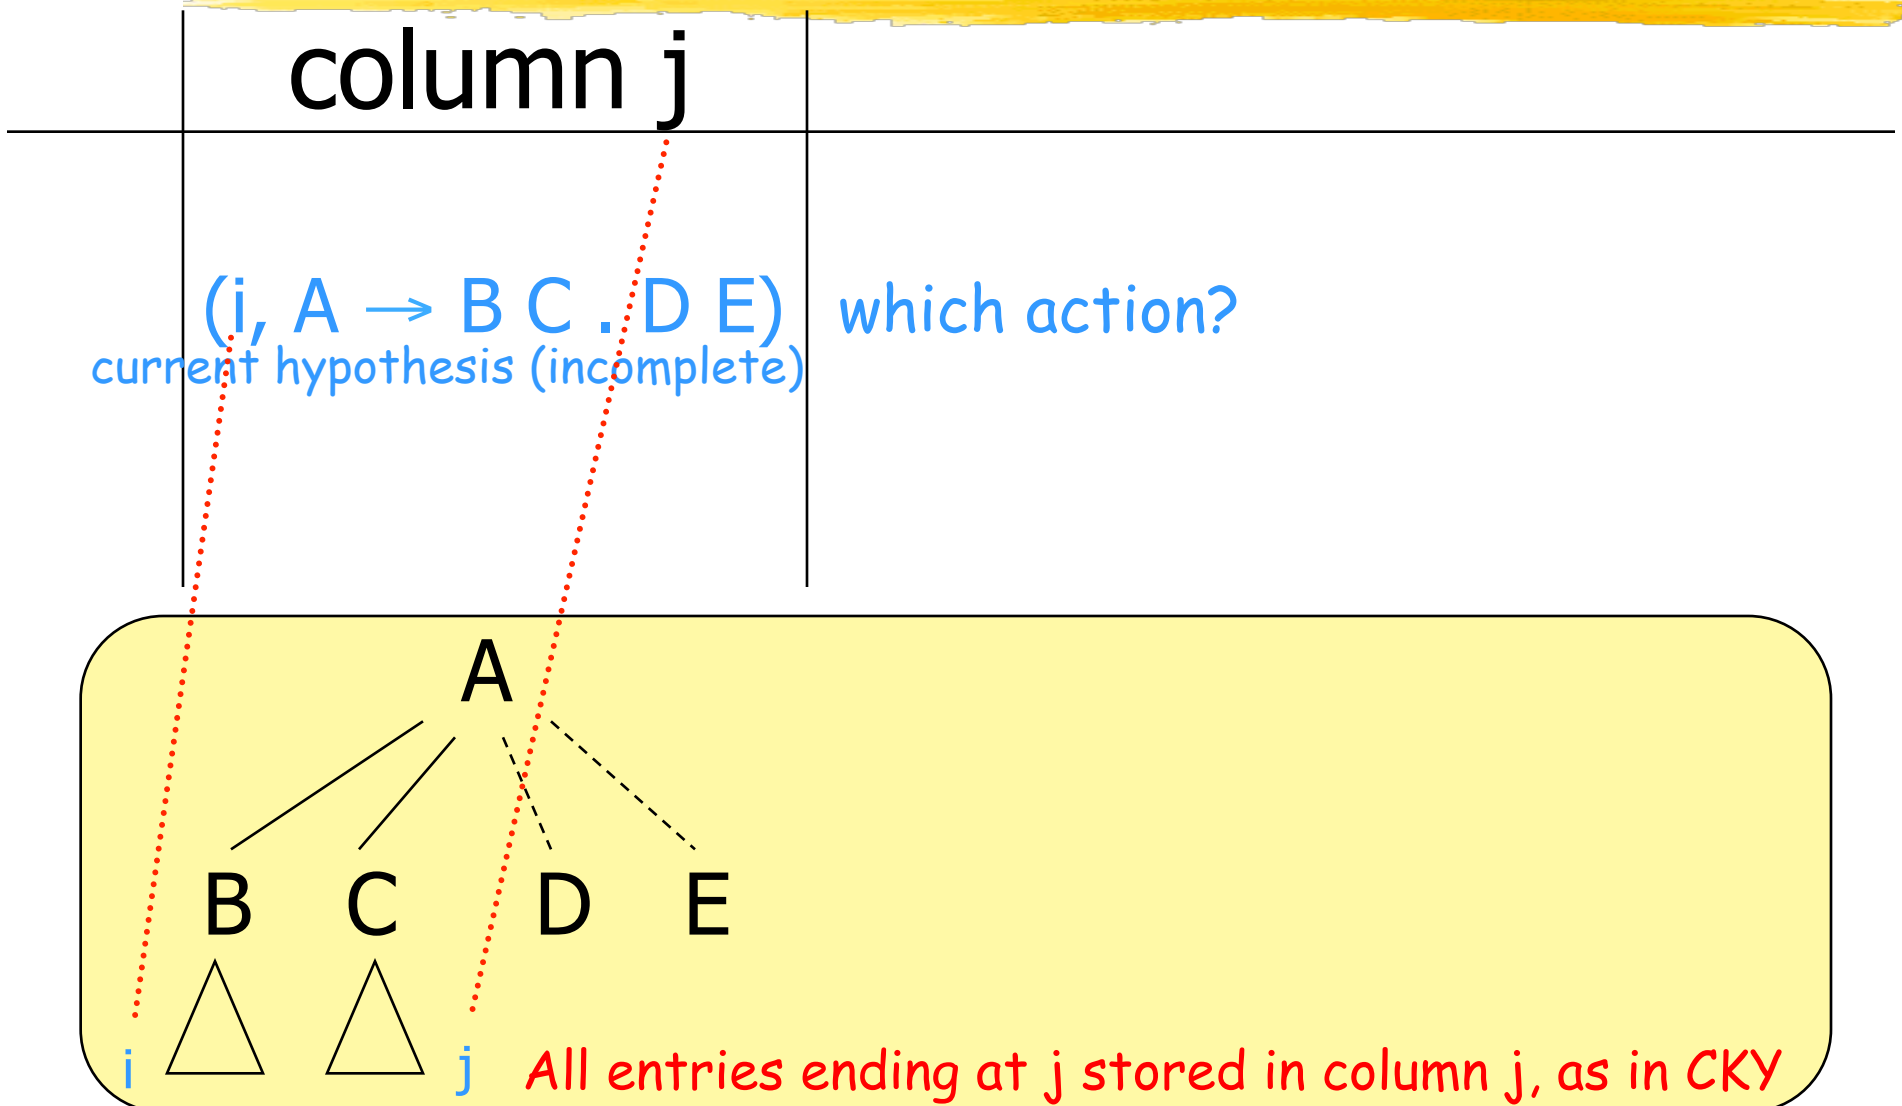 column j
(i, A → B C . D E) which action?
current hypothesis (incomplete)
A
B C D E
i j All entries ending at j stored in column j, as in CKY